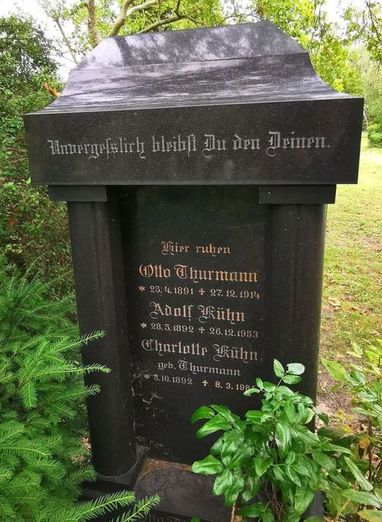 Unvergesslich bleibst Du den Deinen.
Hier ruhen
Otto Thurmann
* 25.4.1891 ✝ 27.12.1914
Adolf Kühn
* 28.5.1892 ✝ 26.12.1953
Charlotte Kühn
geb. Thurmann
* 3.10.1892 ✝ 8.3.